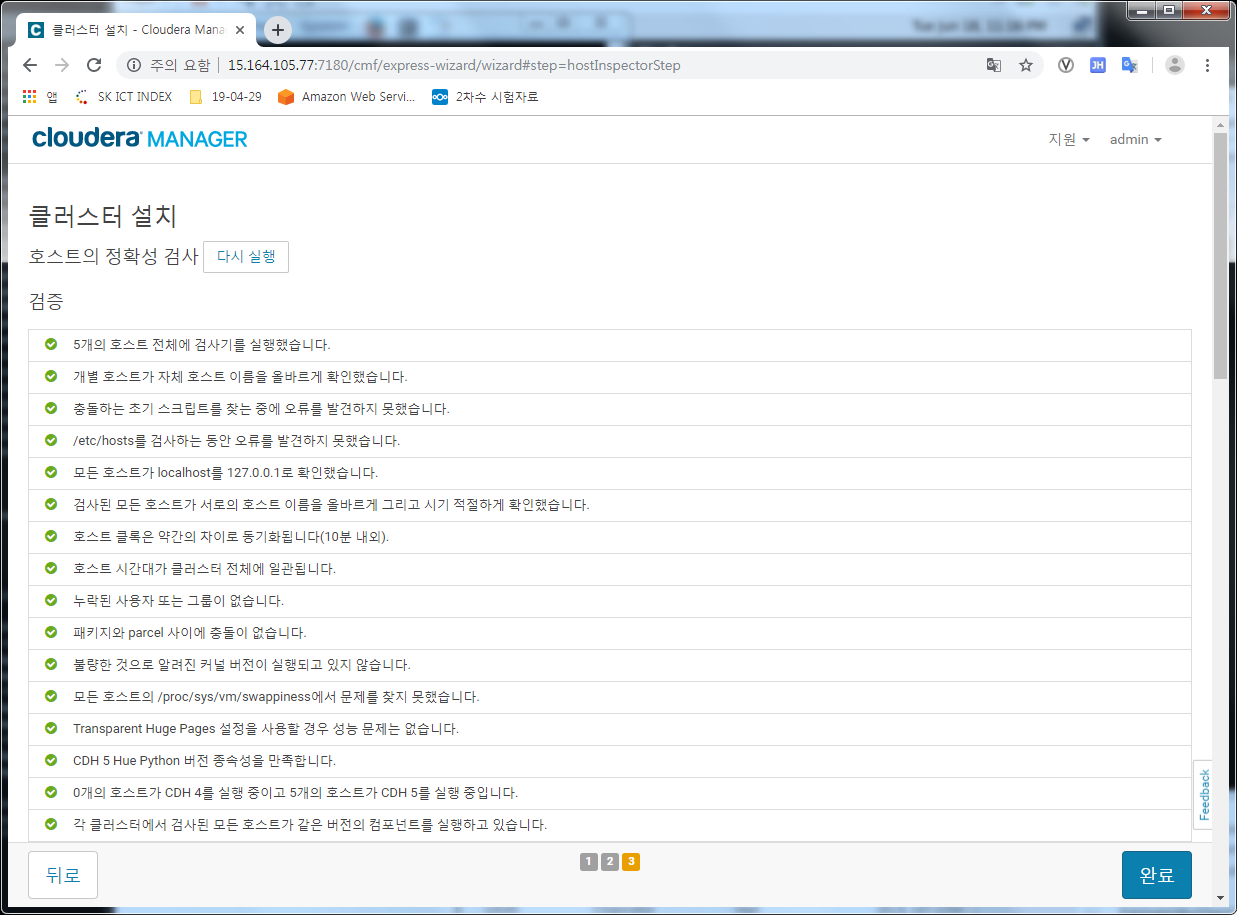 클러스터 설치 - Cloudera Mana
주의 요함 | 15.164.105.77:7180/cmf/express-wizard/wizard#step=hostInspectorStep
앱 SK ICT INDEX 19-04-29 Amazon Web Servi... 2차수 시험자료
cloudera MANAGER 지원 admin
클러스터 설치
호스트의 정확성 검사 다시 실행
검증
5개의 호스트 전체에 검사기를 실행했습니다.
개별 호스트가 자체 호스트 이름을 올바르게 확인했습니다.
충돌하는 초기 스크립트를 찾는 중에 오류를 발견하지 못했습니다.
/etc/hosts를 검사하는 동안 오류를 발견하지 못했습니다.
모든 호스트가 localhost를 127.0.0.1로 확인했습니다.
검사된 모든 호스트가 서로의 호스트 이름을 올바르게 그리고 시기 적절하게 확인했습니다.
호스트 클록은 약간의 차이로 동기화됩니다(10분 내외).
호스트 시간대가 클러스터 전체에 일관됩니다.
누락된 사용자 또는 그룹이 없습니다.
패키지와 parcel 사이에 충돌이 없습니다.
불량한 것으로 알려진 커널 버전이 실행되고 있지 않습니다.
모든 호스트의 /proc/sys/vm/swappiness에서 문제를 찾지 못했습니다.
Transparent Huge Pages 설정을 사용할 경우 성능 문제는 없습니다.
CDH 5 Hue Python 버전 종속성을 만족합니다.
0개의 호스트가 CDH 4를 실행 중이고 5개의 호스트가 CDH 5를 실행 중입니다.
각 클러스터에서 검사된 모든 호스트가 같은 버전의 컴포넌트를 실행하고 있습니다.
Feedback
뒤로 1 2 3 완료